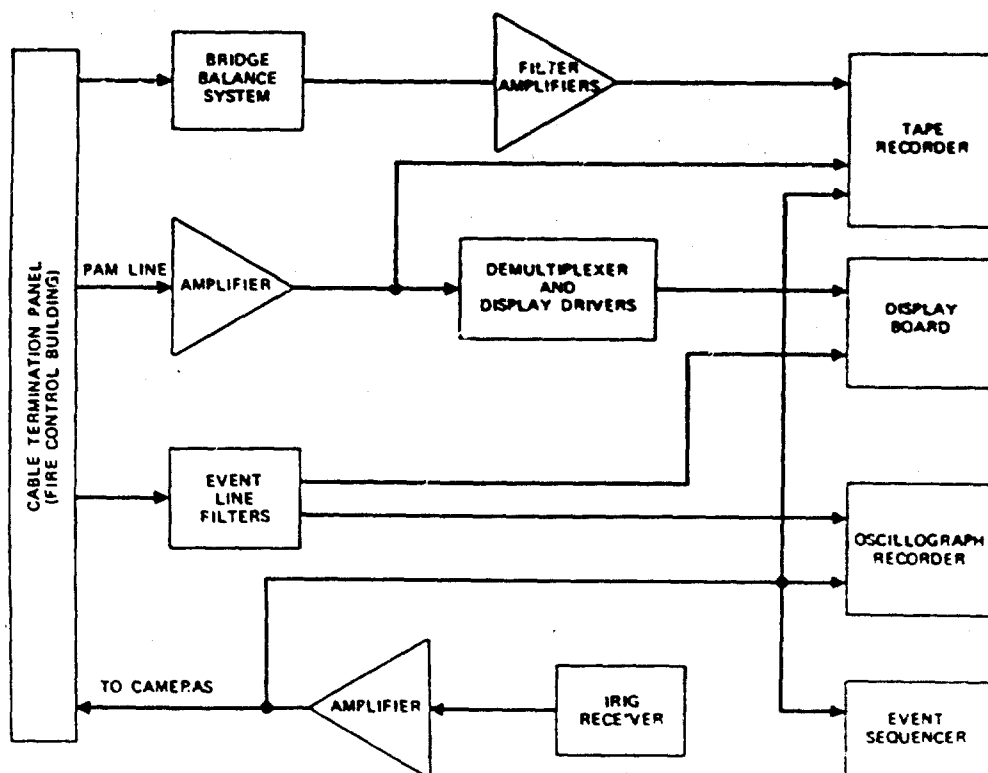 BRIDGE
BALANCE
SYSTEM
FILTER
AMPLIFIERS
TAPE
RECORDER
CABLE TERMINATION PANEL
(FIRE CONTROL BUILDING)
PAM LINE
AMPLIFIER
DEMULTIPLEXER
AND
DISPLAY DRIVERS
DISPLAY
BOARD
EVENT
LINE
FILTERS
OSCILLOGRAPH
RECORDER
TO CAMERAS
AMPLIFIER
IRIG
RECEIVER
EVENT
SEQUENCER